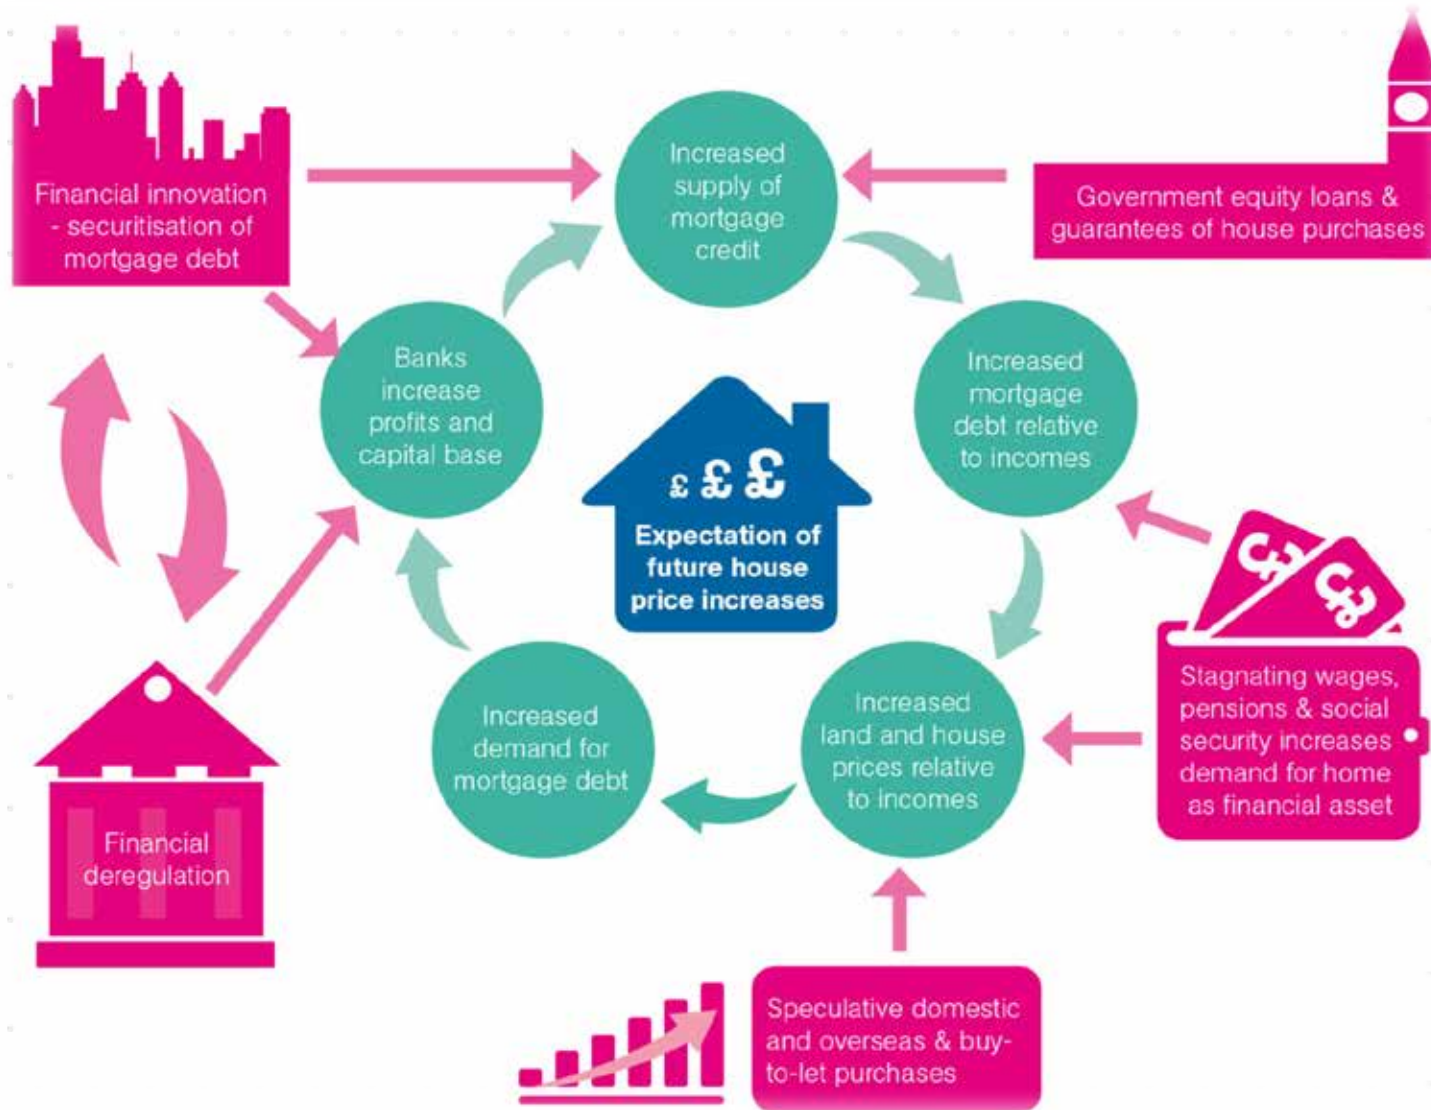 Financial innovation
- securitisation of
mortgage debt
Increased
supply of
mortgage
credit
Government equity loans &
guarantees of house purchases
Banks
increase
profits and
capital base
Increased
mortgage
debt relative
to incomes
£ £ £
Expectation of
future house
price increases
£ £
Stagnating wages,
pensions & social
security increases
demand for home
as financial asset
Increased
land and house
prices relative
to incomes
Increased
demand for
mortgage debt
Financial
deregulation
Speculative domestic
and overseas & buy-
to-let purchases